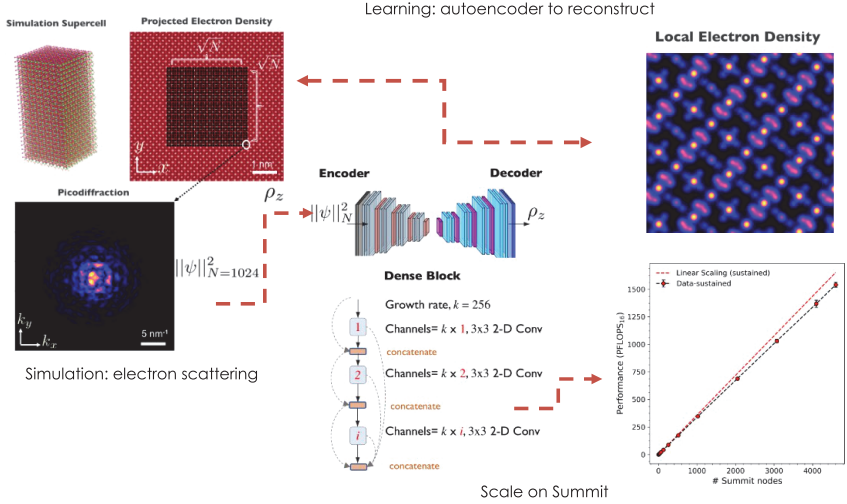 Learning: autoencoder to reconstruct
Simulation Supercell
Projected Electron Density
√N
√N
y
r
1 nm
Local Electron Density
Picodiffraction
ρz
||ψ||²N=1024
ky
kx
5 nm⁻¹
Simulation: electron scattering
Encoder
Decoder
||ψ||²N
ρz
Dense Block
Growth rate, k = 256
1
Channels= k x 1, 3x3 2-D Conv
concatenate
2
Channels= k x 2, 3x3 2-D Conv
concatenate
i
Channels= k x i, 3x3 2-D Conv
concatenate
Linear Scaling (sustained)
Data-sustained
Performance (PFLOPS16)
1500
1250
1000
750
500
250
0
0
1000
2000
3000
4000
# Summit nodes
Scale on Summit